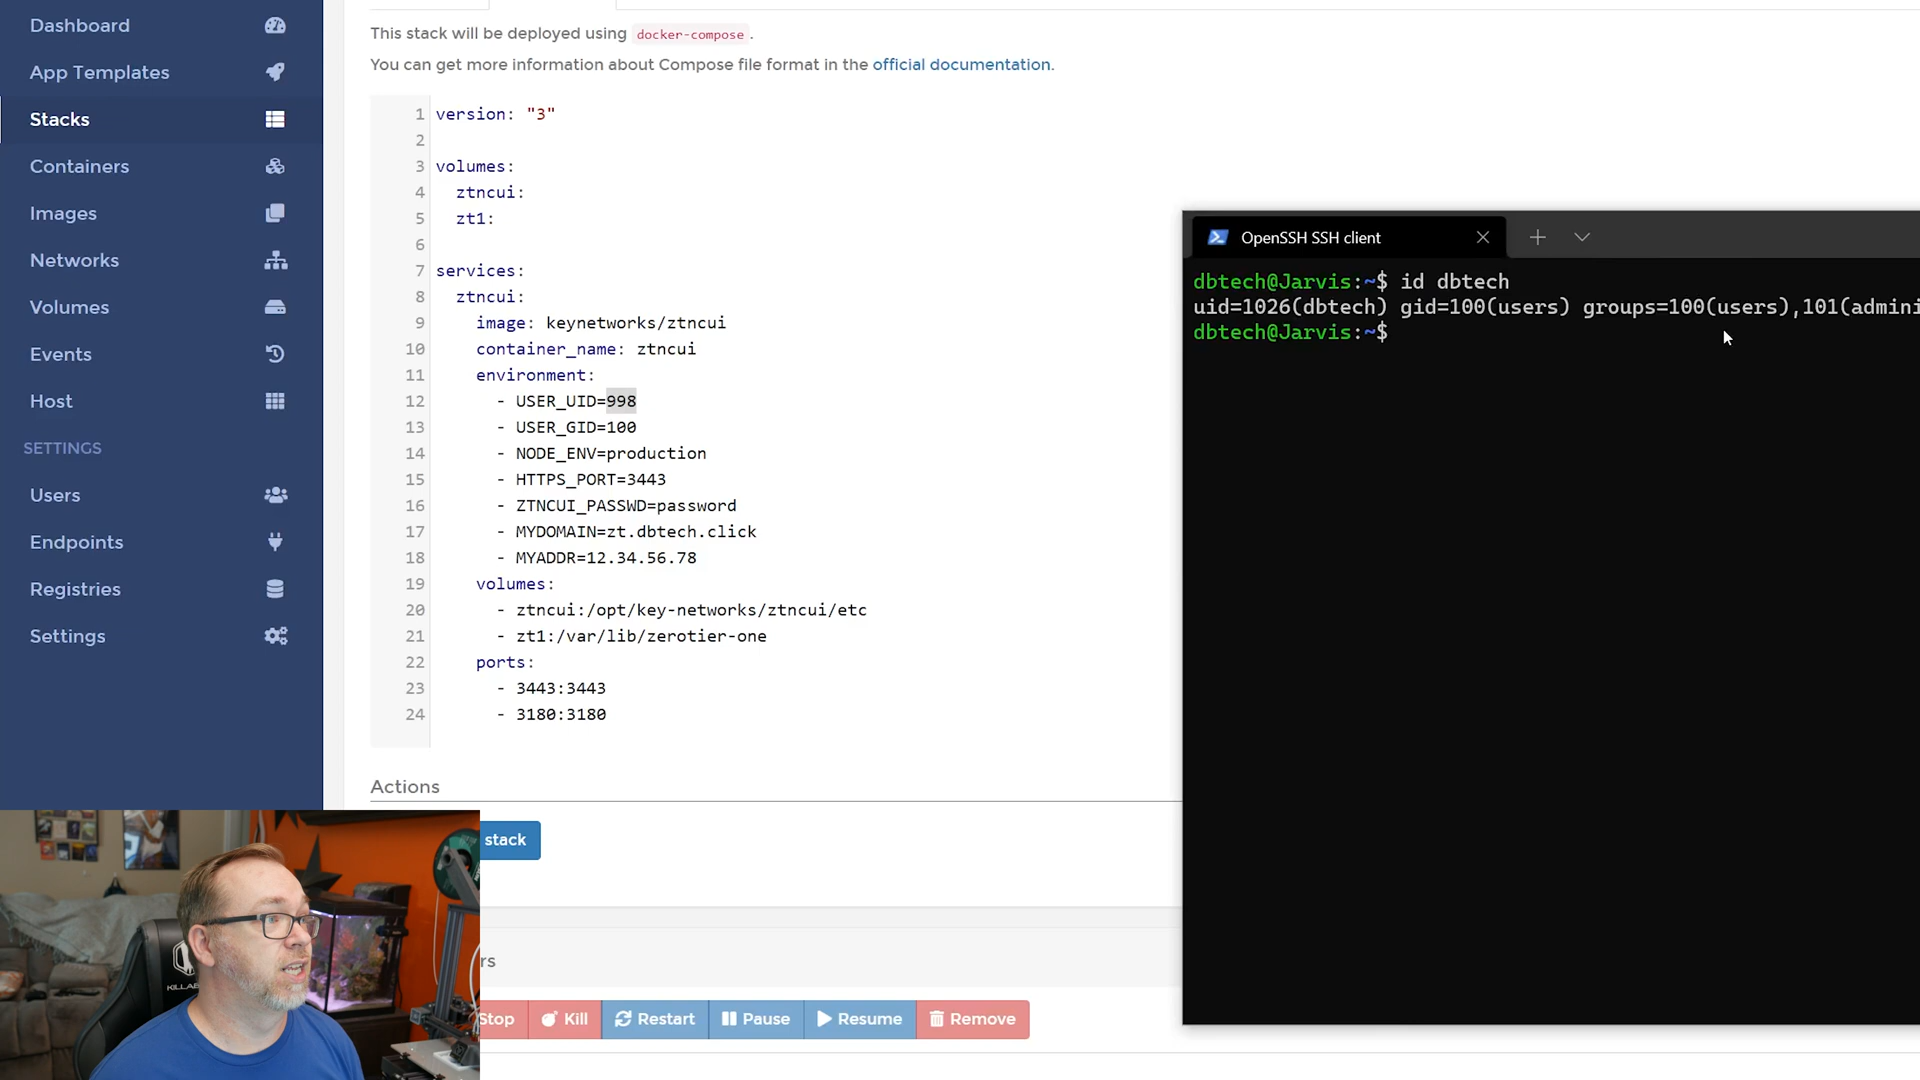 Dashboard
App Templates
Stacks
Containers
Images
Networks
Volumes
Events
Host
SETTINGS
Users
Endpoints
Registries
Settings
This stack will be deployed using docker-compose.
You can get more information about Compose file format in the official documentation.
1 version: "3"
2
3 volumes:
4 ztncui:
5 zt1:
6
7 services:
8 ztncui:
9 image: keynetworks/ztncui
10 container_name: ztncui
11 environment:
12 - USER_UID=998
13 - USER_GID=100
14 - NODE_ENV=production
15 - HTTPS_PORT=3443
16 - ZTNCUI_PASSWD=password
17 - MYDOMAIN=zt.dbtech.click
18 - MYADDR=12.34.56.78
19 volumes:
20 - ztncui:/opt/key-networks/ztncui/etc
21 - zt1:/var/lib/zerotier-one
22 ports:
23 - 3443:3443
24 - 3180:3180
Actions
stack
rs
Stop Kill Restart Pause Resume Remove
OpenSSH SSH client
dbtech@Jarvis:~$ id dbtech
uid=1026(dbtech) gid=100(users) groups=100(users),101(admini
dbtech@Jarvis:~$